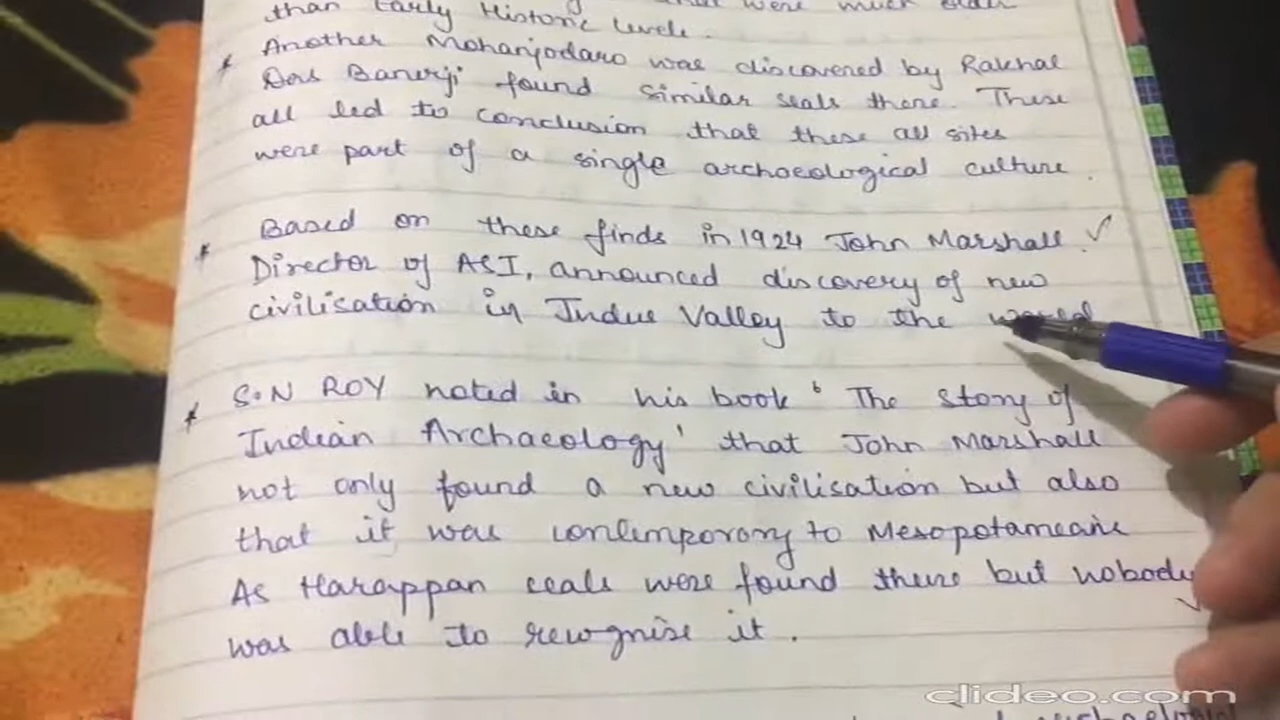 were much older
than Early Historic levels.
* Another Mohanjodaro was discovered by Rakhal
Das Banerji found similar seals there. These
all led to conclusion that these all sites
were part of a single archaeological culture.
* Based on these finds in 1924 John Marshall. ✓
Director of ASI, announced discovery of new
civilisation in Indus Valley to the world
* S.N ROY noted in his book ' The story of
Indian Archaeology' that John Marshall
not only found a new civilisation but also
that it was contemporary to Mesopotameans
As Harappan seals were found there but nobody
was able to recognise it.
clideo.com